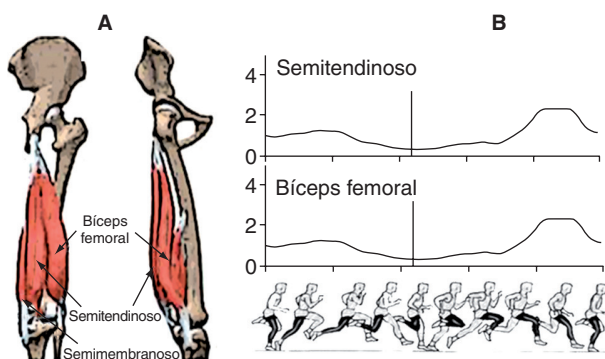 A
Bíceps
femoral
Semitendinoso
Semimembranoso
B
Semitendinoso
4
2
0
Bíceps femoral
4
2
0